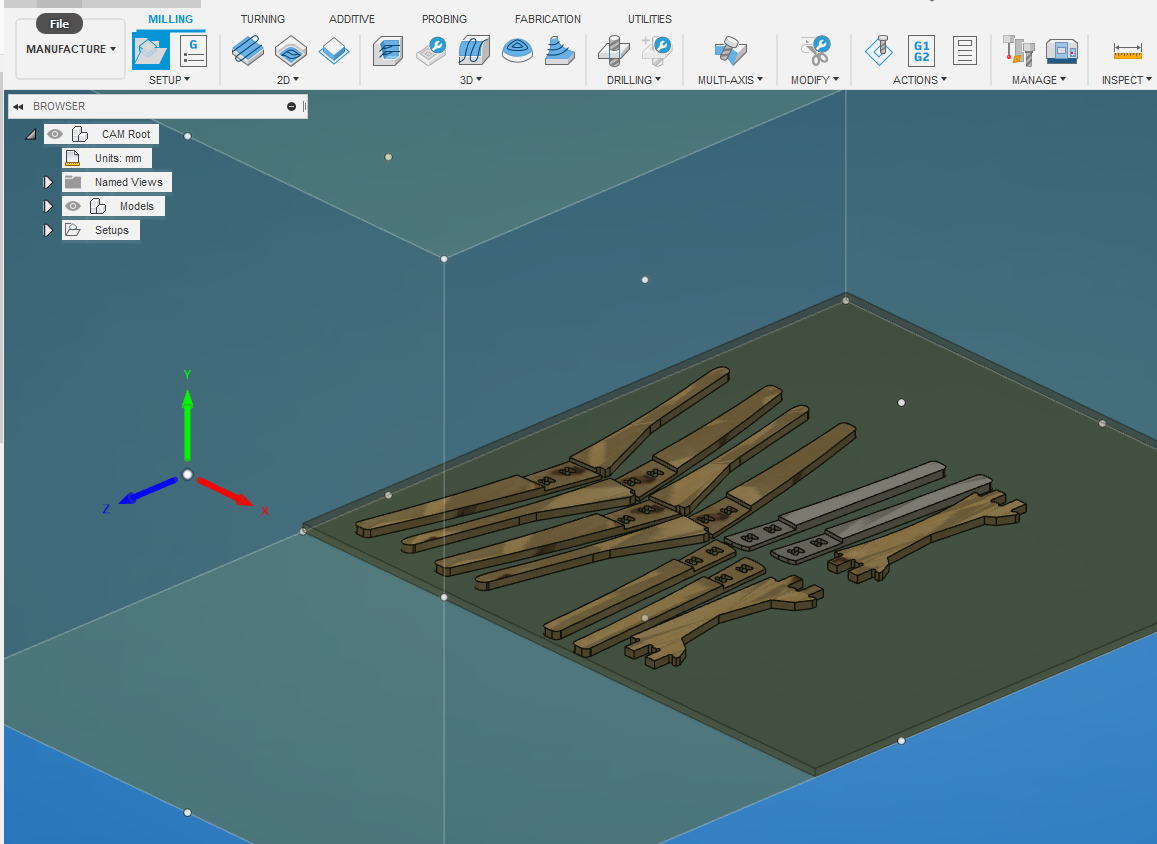 File
MILLING TURNING ADDITIVE PROBING FABRICATION UTILITIES
MANUFACTURE
G
G1
G2
SETUP 2D 3D DRILLING MULTI-AXIS MODIFY ACTIONS MANAGE INSPECT
BROWSER
CAM Root
Units: mm
Named Views
Models
Setups
Y
Z
X